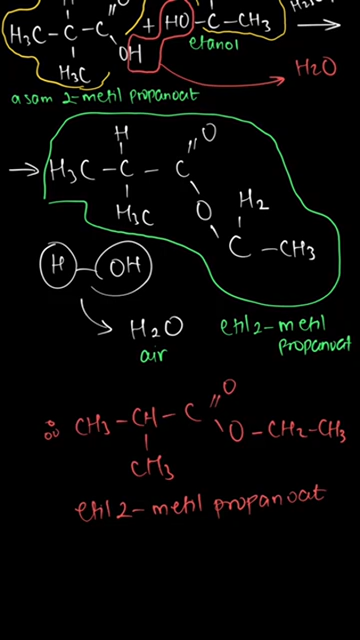 H₃C – C – C
+ HO – C – CH₃
OH
H₃C
etanol
H₂O
asam 2-metil propanoat
H
O
H₃C – C – C
H₃C
O
H₂
C – CH₃
H – OH
H₂O
air
etil 2-metil
propanoat
O
CH₃ – CH – C
O – CH₂ – CH₃
CH₃
etil 2-metil propanoat